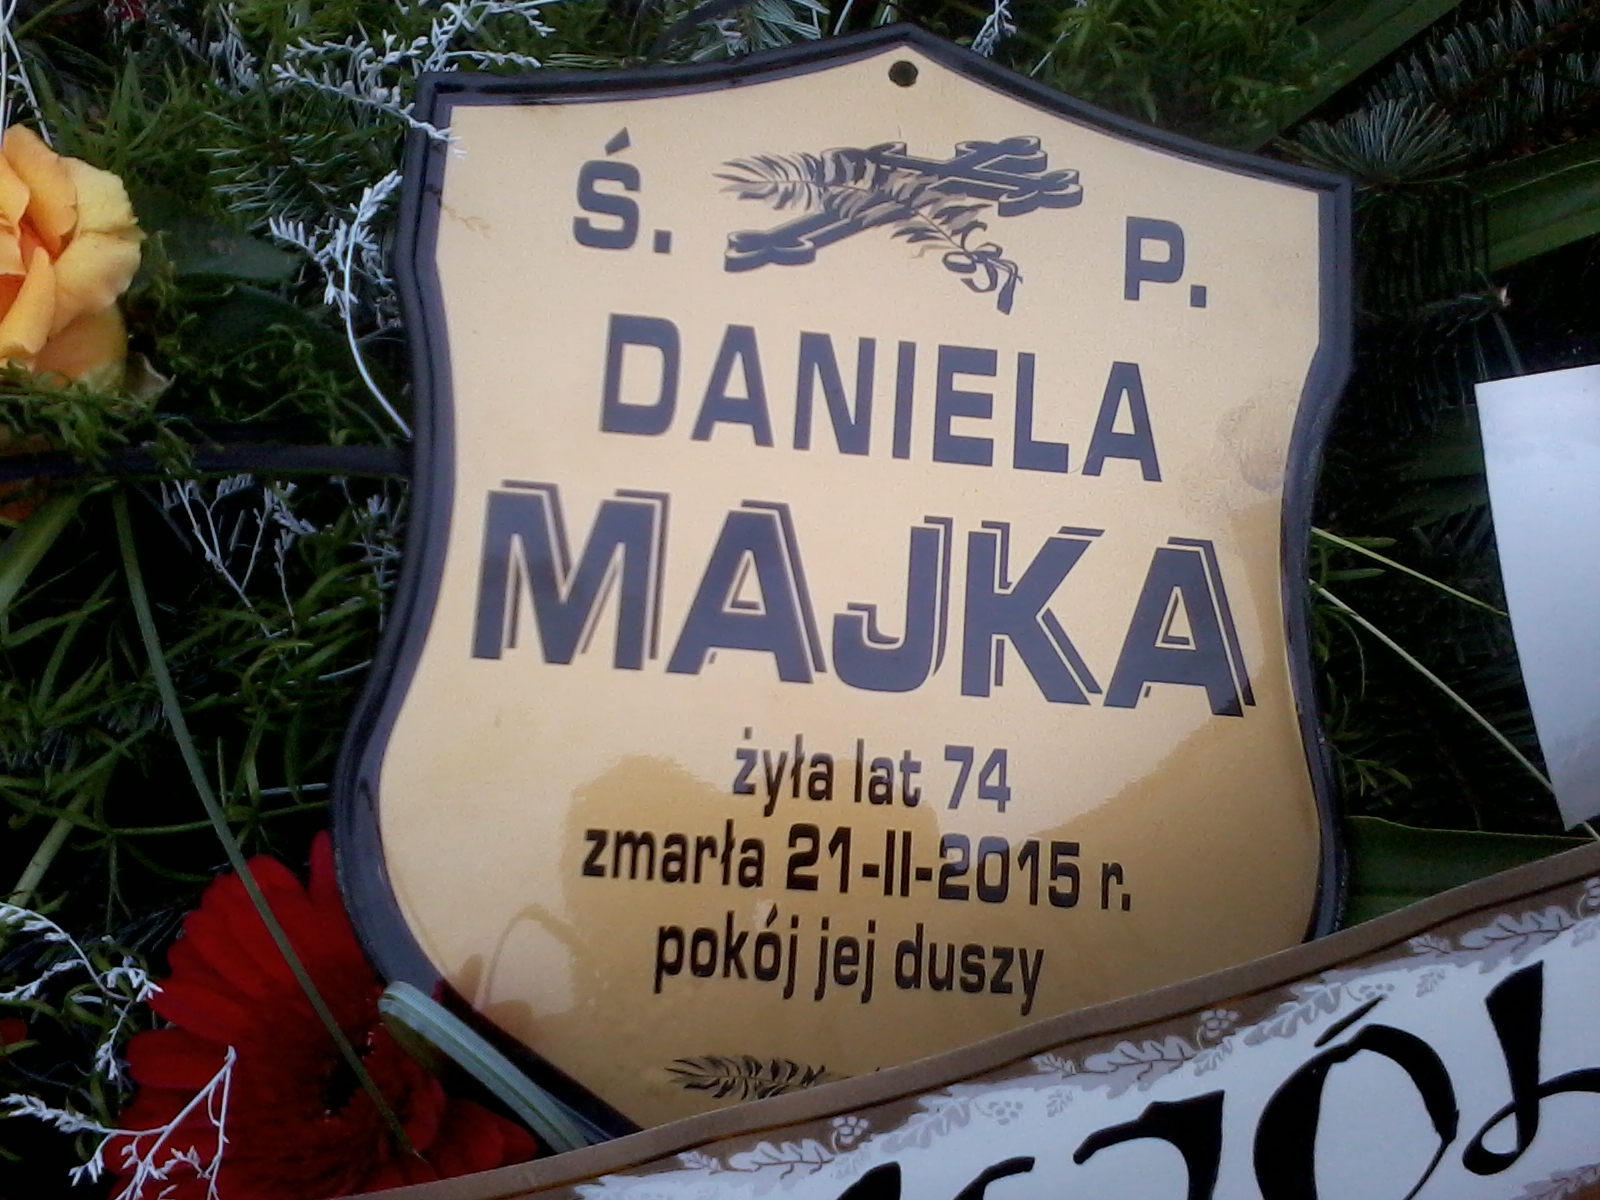 Ś. P.
DANIELA
MAJKA
żyła lat 74
zmarła 21-II-2015 r.
pokój jej duszy